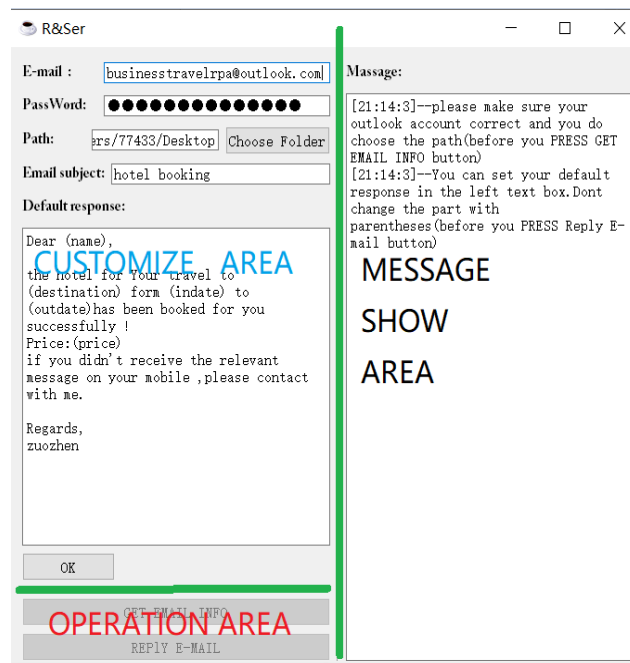 R&Ser
E-mail :
businesstravelrpa@outlook.com
PassWord:
Path:
ers/77433/Desktop
Choose Folder
Email subject:
hotel booking
Default response:
Dear (name),
CUSTOMIZE AREA
the hotel for Your travel to
(destination) form (indate) to
(outdate)has been booked for you
successfully !
Price:(price)
if you didn't receive the relevant
message on your mobile ,please contact
with me.
Regards,
zuozhen
OK
GET EMAIL INFO
OPERATION AREA
REPlY E-MAIL
Massage:
[21:14:3]--please make sure your
outlook account correct and you do
choose the path(before you PRESS GET
EMAIL INFO button)
[21:14:3]--You can set your default
response in the left text box.Dont
change the part with
parentheses(before you PRESS Reply E-
mail button)
MESSAGE
SHOW
AREA